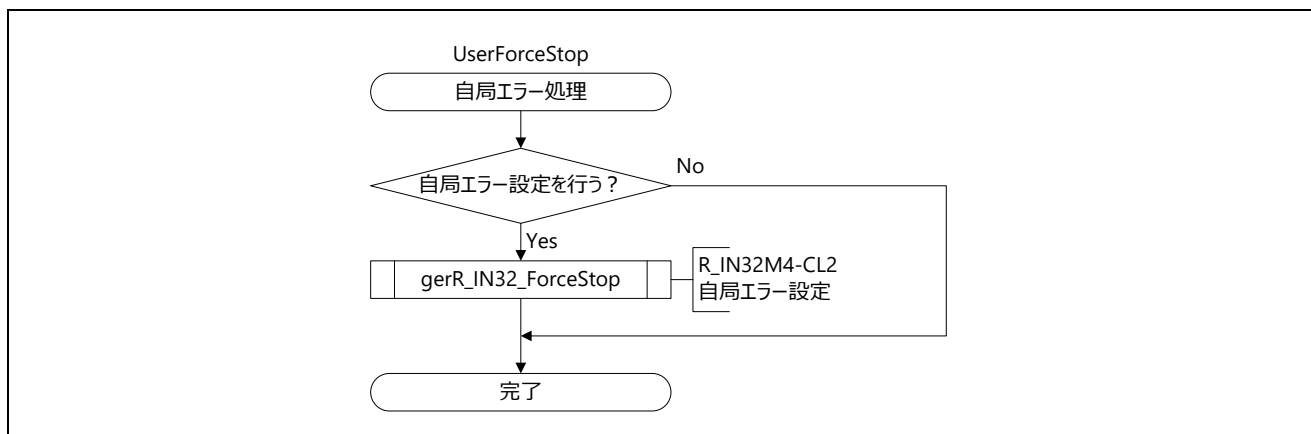 UserForceStop
自局エラー処理
自局エラー設定を行う？
No
Yes
gerR_IN32_ForceStop
R_IN32M4-CL2
自局エラー設定
完了